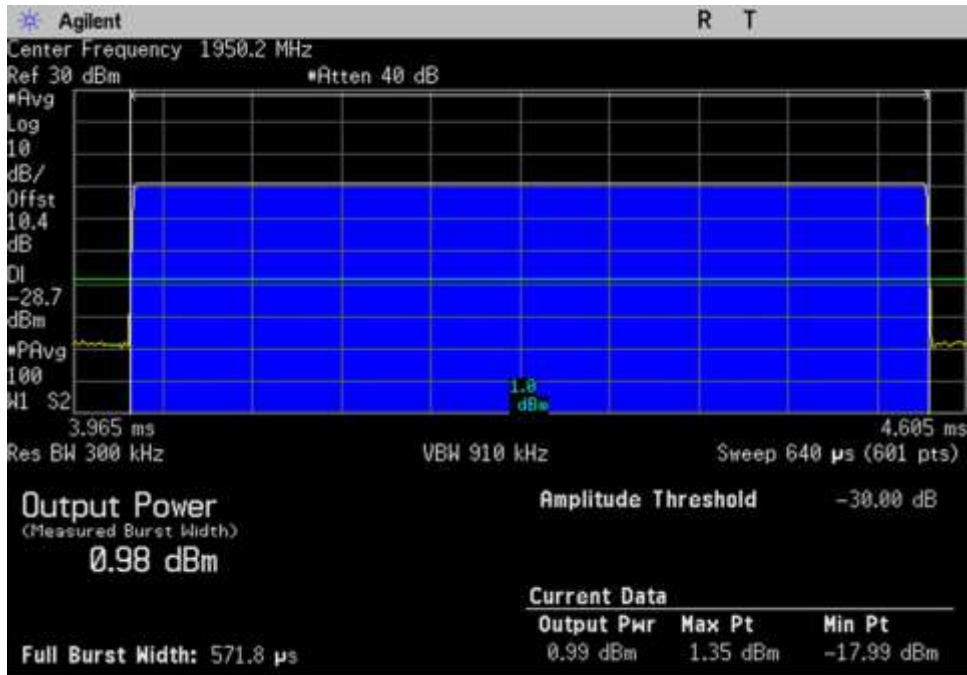 Agilent R T
Center Frequency 1950.2 MHz
Ref 30 dBm *Atten 40 dB
*Avg
Log
10
dB/
Offst
10.4
dB
DI
-28.7
dBm
*PAvg
100
W1 S2
1.0
dBm
3.965 ms 4.605 ms
Res BW 300 kHz VBW 910 kHz Sweep 640 µs (601 pts)
Output Power Amplitude Threshold -30.00 dB
(Measured Burst Width)
0.98 dBm
Current Data
Output Pwr Max Pt Min Pt
0.99 dBm 1.35 dBm -17.99 dBm
Full Burst Width: 571.8 µs